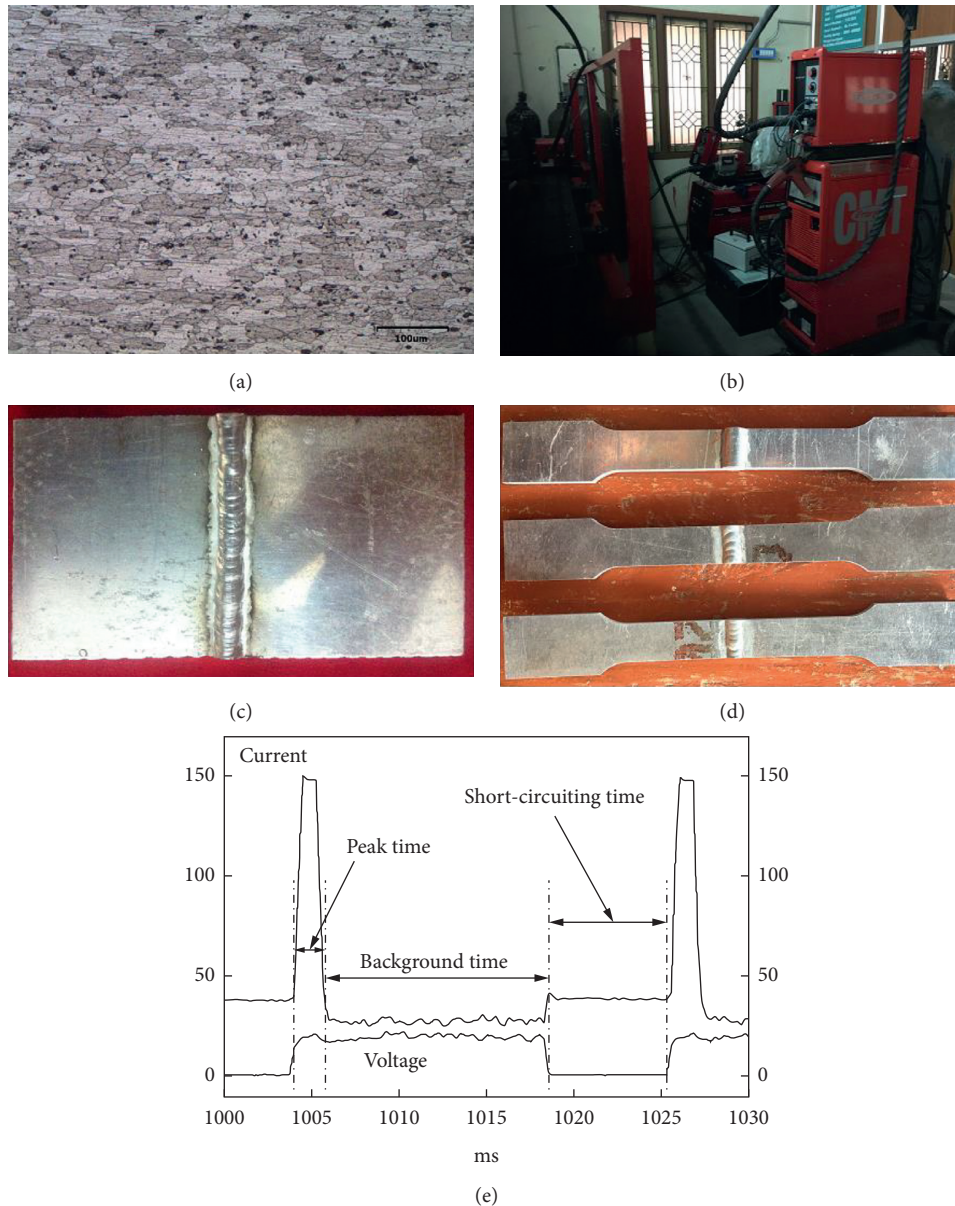 100um
(a)
CMT
(b)
(c)
(d)
Current
150
100
50
0
150
100
50
0
Peak time
Short-circuiting time
Background time
Voltage
1000
1005
1010
1015
1020
1025
1030
ms
(e)